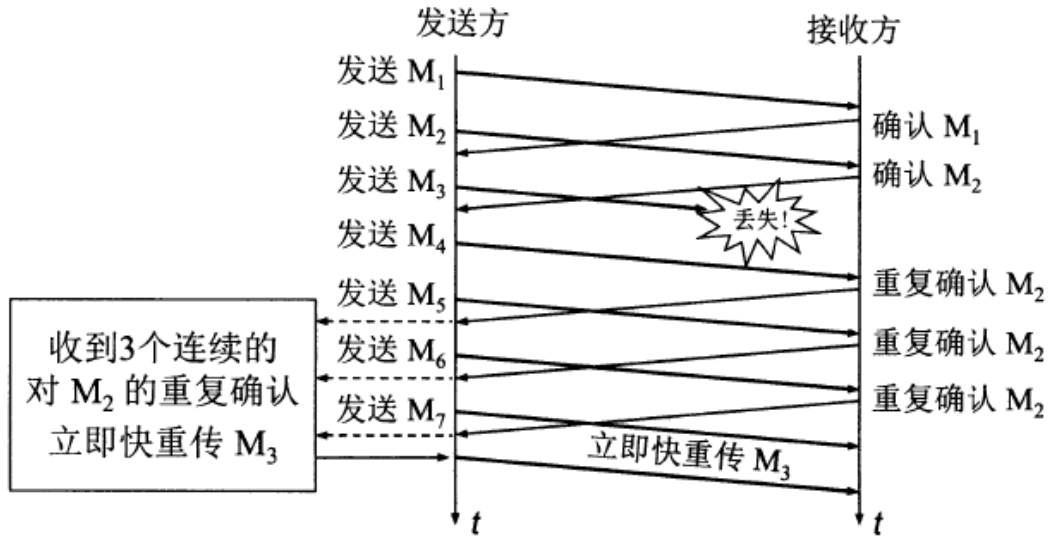 发送方
接收方
发送 M₁
确认 M₁
发送 M₂
确认 M₂
发送 M₃
丢失!
发送 M₄
重复确认 M₂
发送 M₅
重复确认 M₂
发送 M₆
重复确认 M₂
发送 M₇
收到3个连续的
对 M₂ 的重复确认
立即快重传 M₃
立即快重传 M₃
t
t